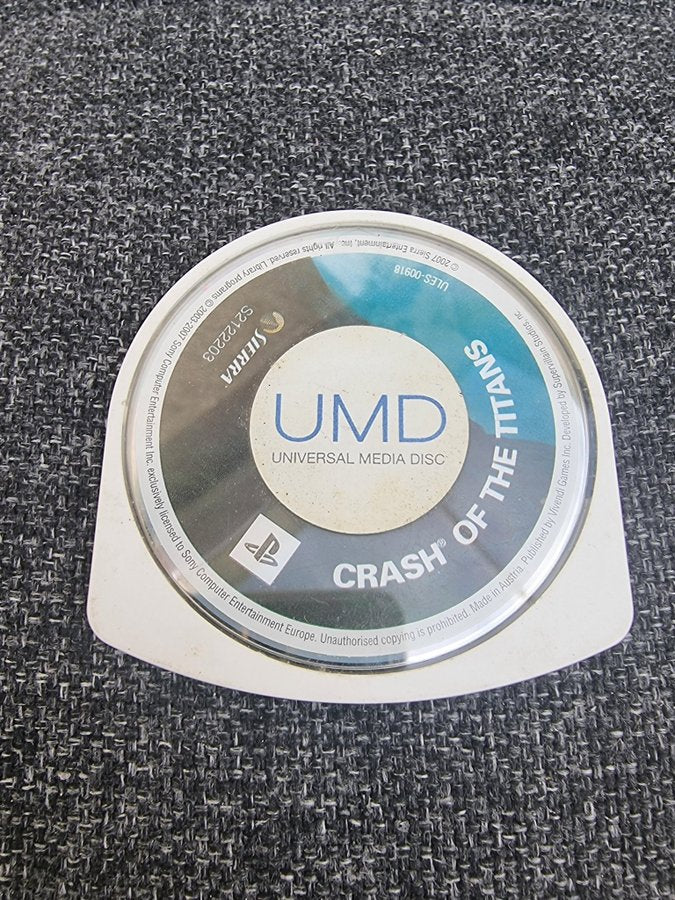 UMD
UNIVERSAL MEDIA DISC
CRASH® OF THE TITANS
SIERRA
S2122203
ULES-00918
© 2007 Sierra Entertainment, Inc. All rights reserved. Library programs © 2003-2007 Sony Computer Entertainment Inc. exclusively licensed to Sony Computer Entertainment Europe. Unauthorised copying is prohibited. Made in Austria. Published by Vivendi Games Inc. Developed by Supervillain Studios,